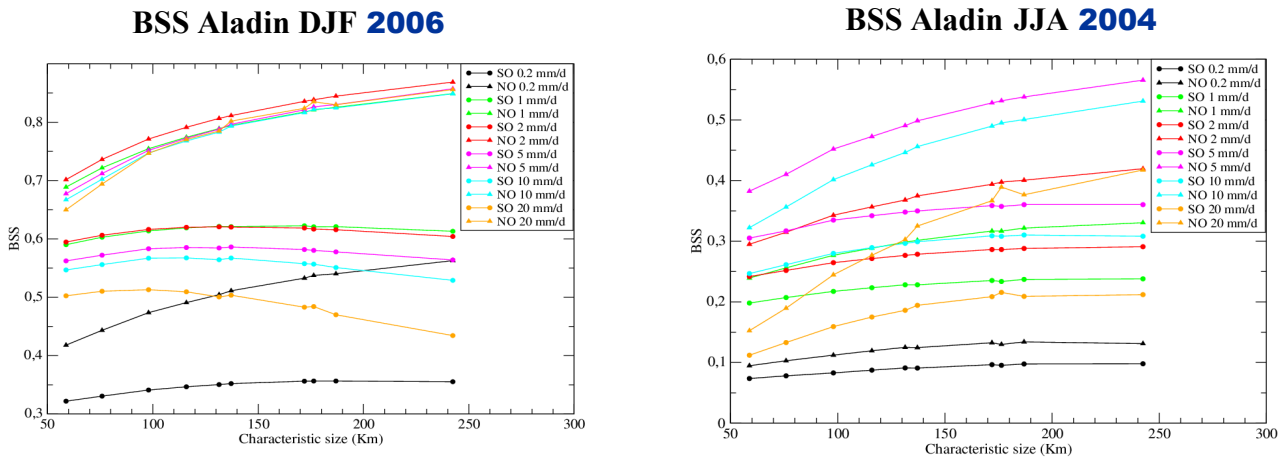 BSS Aladin DJF 2006
0,8
0,7
0,6
0,5
0,4
0,3
BSS
50
100
150
200
250
300
Characteristic size (Km)
SO 0.2 mm/d
NO 0.2 mm/d
SO 1 mm/d
NO 1 mm/d
SO 2 mm/d
NO 2 mm/d
SO 5 mm/d
NO 5 mm/d
SO 10 mm/d
NO 10 mm/d
SO 20 mm/d
NO 20 mm/d
BSS Aladin JJA 2004
0,6
0,5
0,4
0,3
0,2
0,1
0
BSS
50
100
150
200
250
300
Characteristic size (Km)
SO 0.2 mm/d
NO 0.2 mm/d
SO 1 mm/d
NO 1 mm/d
SO 2 mm/d
NO 2 mm/d
SO 5 mm/d
NO 5 mm/d
SO 10 mm/d
NO 10 mm/d
SO 20 mm/d
NO 20 mm/d